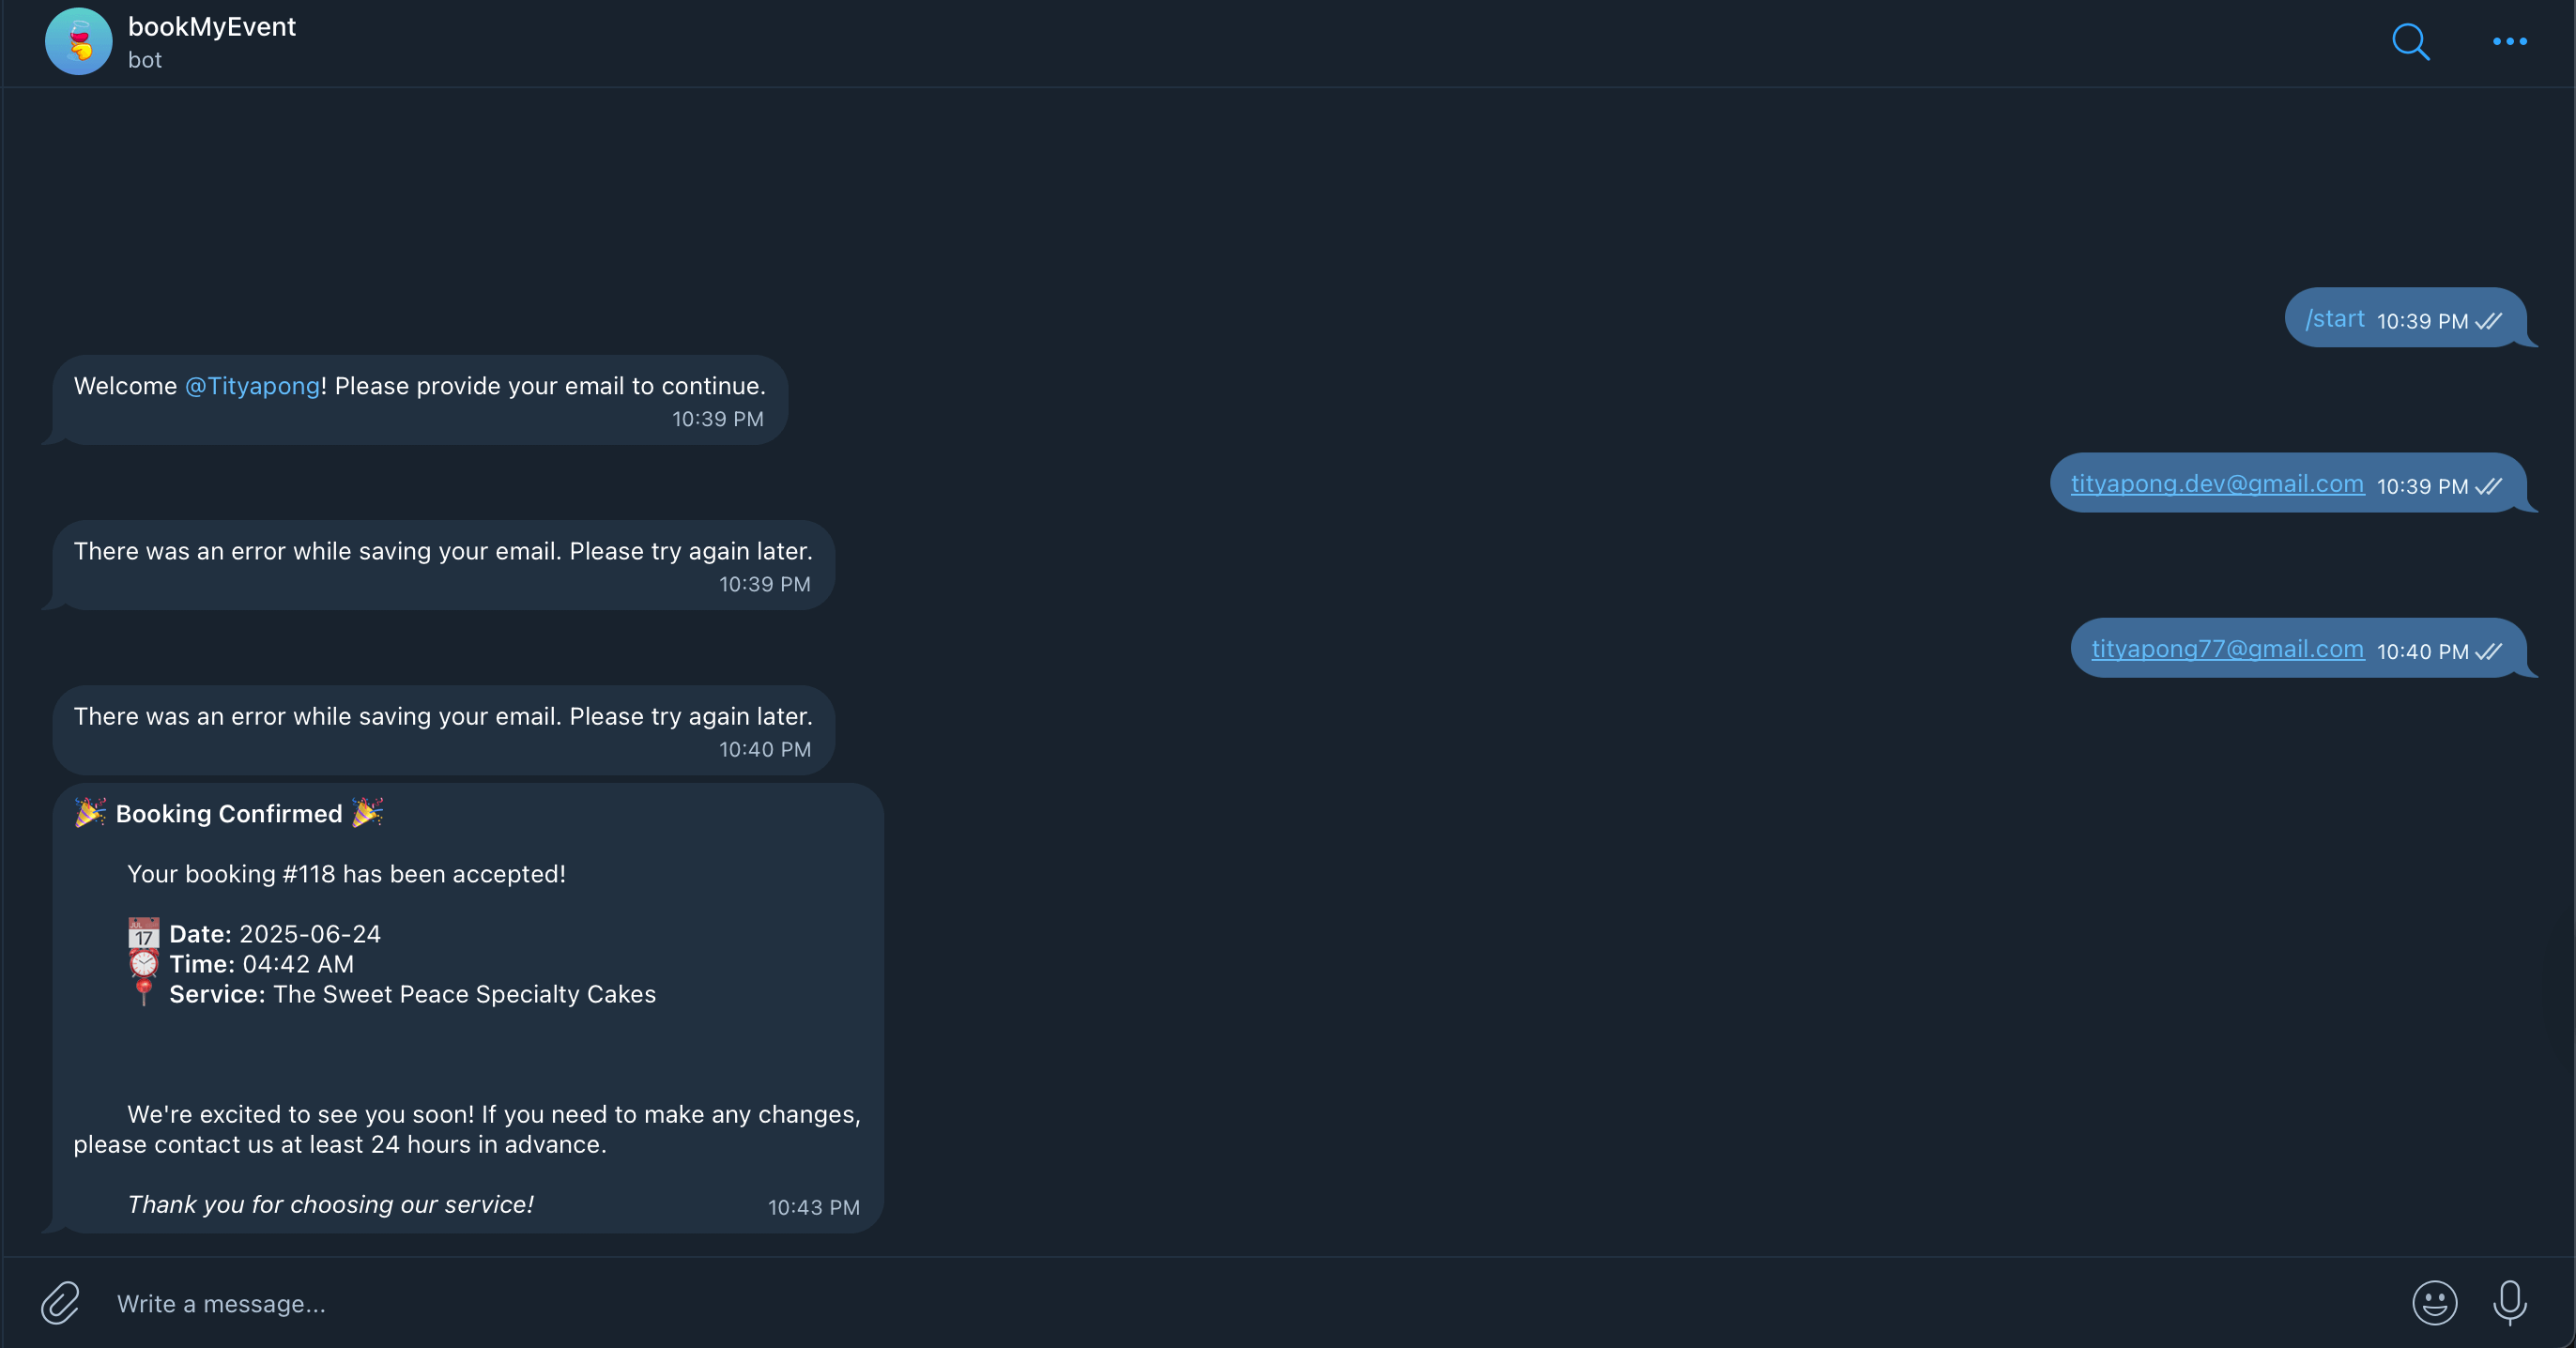 bookMyEvent
bot
/start 10:39 PM
Welcome @Tityapong! Please provide your email to continue.
10:39 PM
tityapong.dev@gmail.com 10:39 PM
There was an error while saving your email. Please try again later.
10:39 PM
tityapong77@gmail.com 10:40 PM
There was an error while saving your email. Please try again later.
10:40 PM
🎉 Booking Confirmed 🎉
Your booking #118 has been accepted!
📅 Date: 2025-06-24
⏰ Time: 04:42 AM
📍 Service: The Sweet Peace Specialty Cakes
We're excited to see you soon! If you need to make any changes,
please contact us at least 24 hours in advance.
Thank you for choosing our service! 10:43 PM
Write a message...